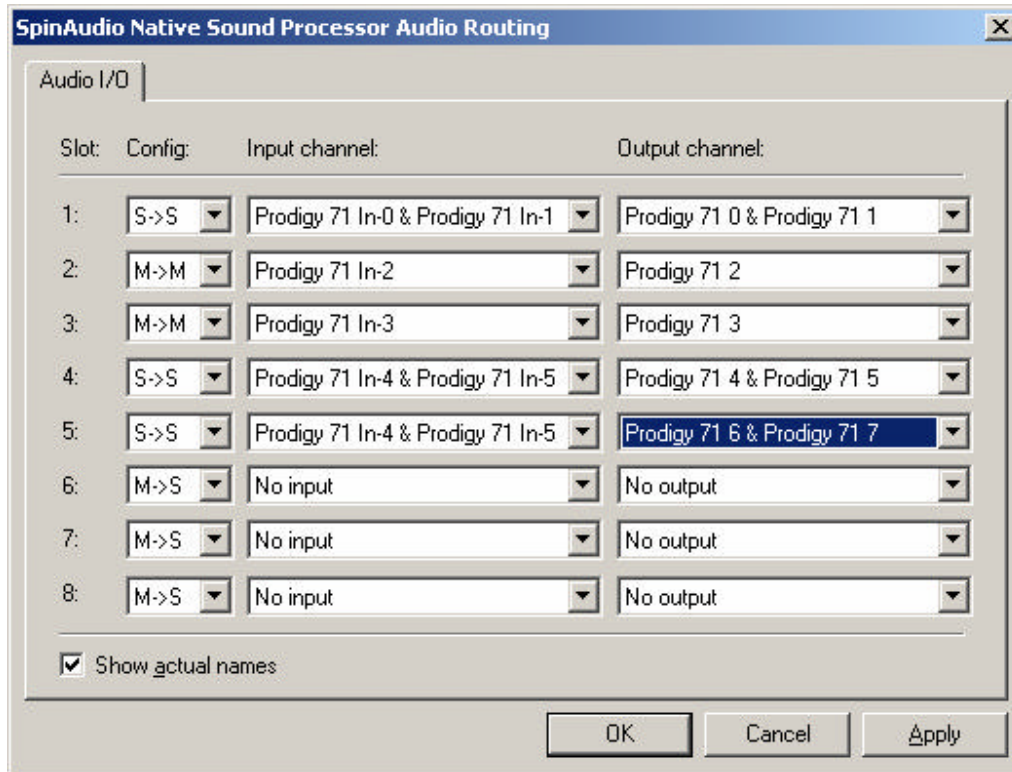 SpinAudio Native Sound Processor Audio Routing
Audio I/O
Slot: Config: Input channel: Output channel:
1: S->S Prodigy 71 In-0 & Prodigy 71 In-1 Prodigy 71 0 & Prodigy 71 1
2: M->M Prodigy 71 In-2 Prodigy 71 2
3: M->M Prodigy 71 In-3 Prodigy 71 3
4: S->S Prodigy 71 In-4 & Prodigy 71 In-5 Prodigy 71 4 & Prodigy 71 5
5: S->S Prodigy 71 In-4 & Prodigy 71 In-5 Prodigy 71 6 & Prodigy 71 7
6: M->S No input No output
7: M->S No input No output
8: M->S No input No output
Show actual names
OK Cancel Apply